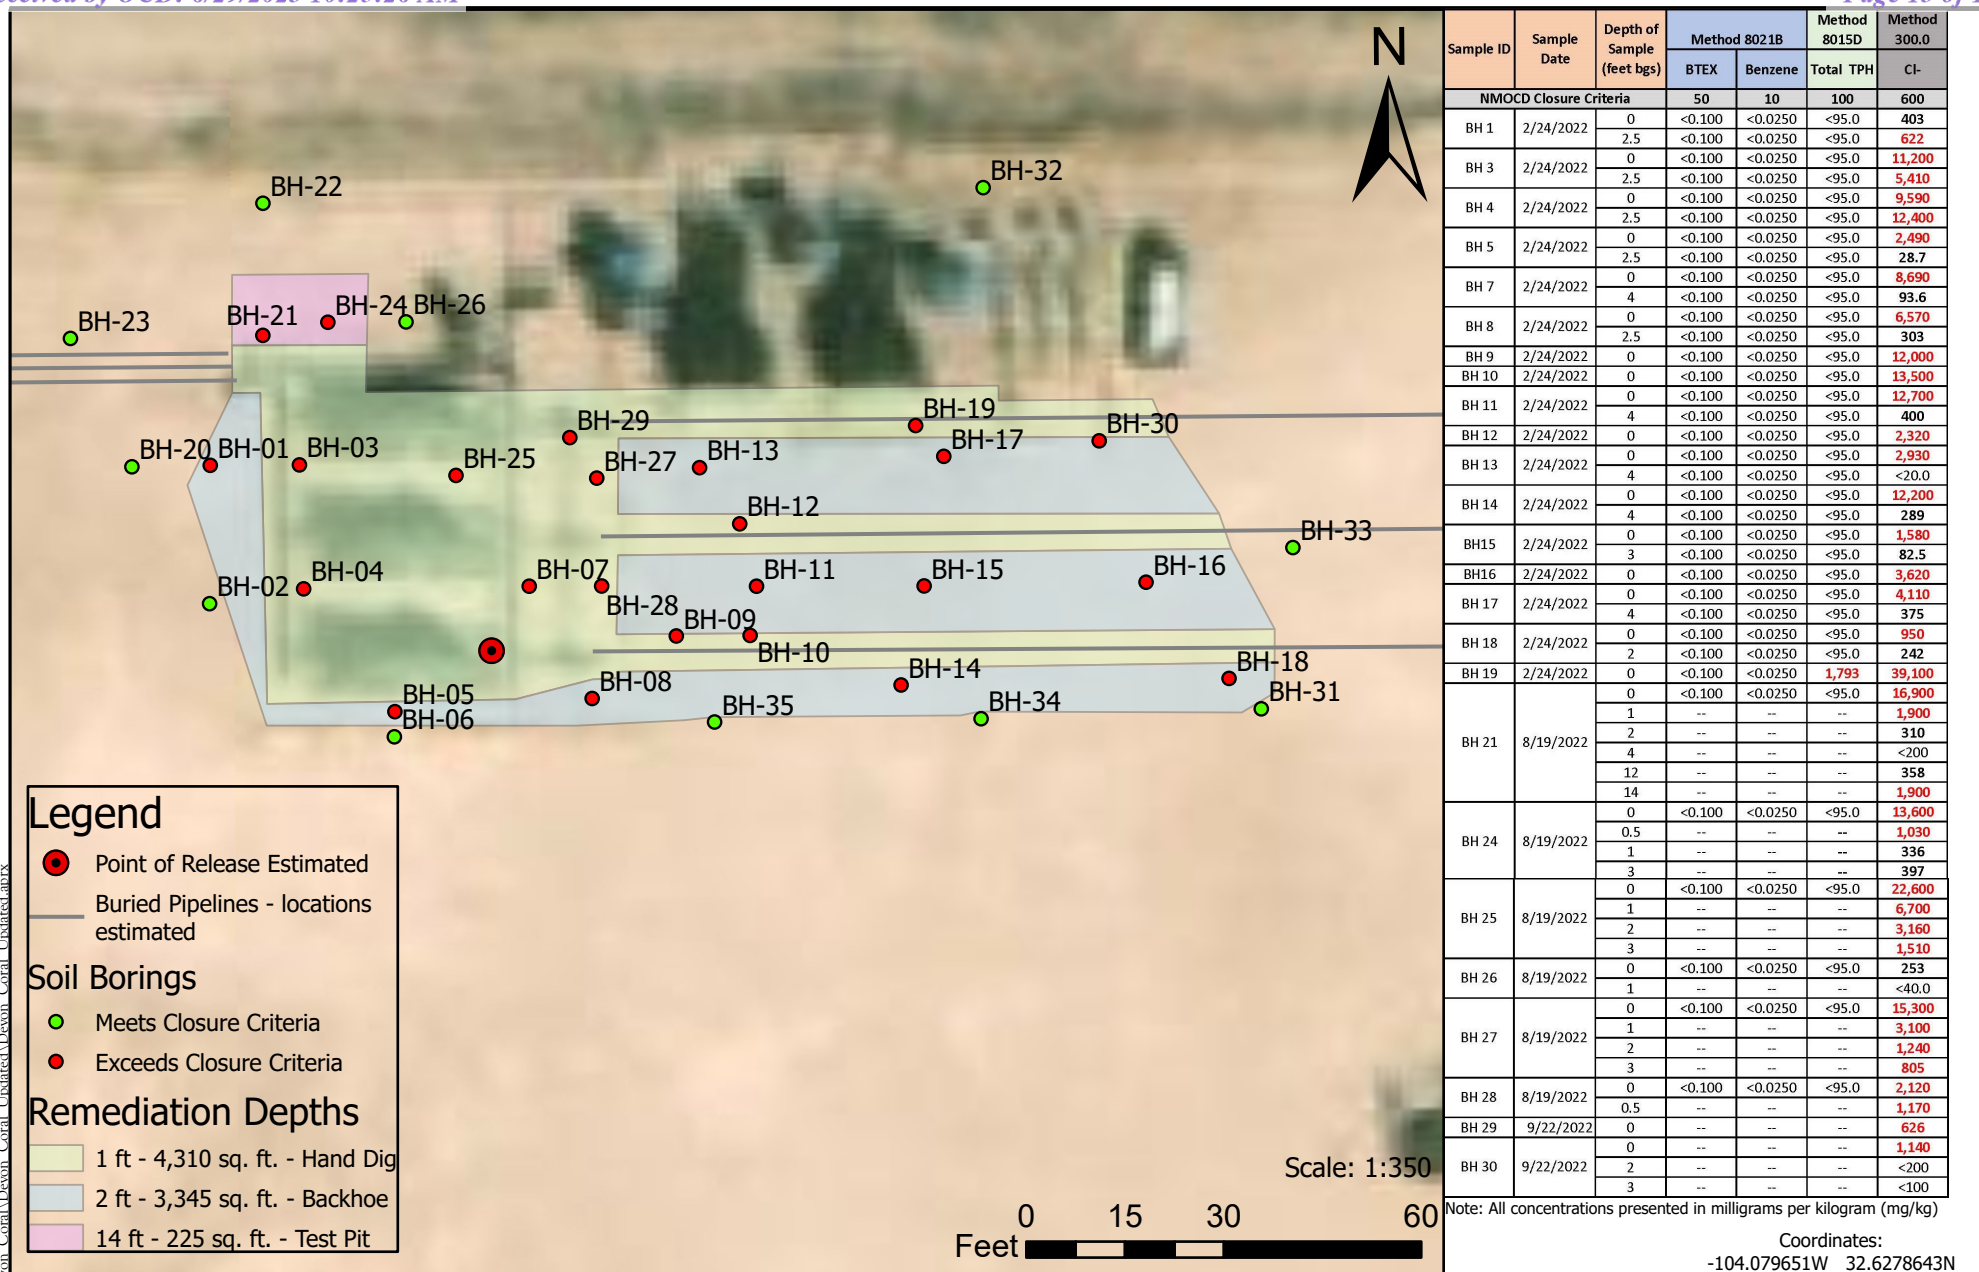 N
BH-22
BH-32
BH-23
BH-21
BH-24
BH-26
BH-29
BH-19
BH-30
BH-20
BH-01
BH-03
BH-25
BH-27
BH-13
BH-17
BH-12
BH-33
BH-02
BH-04
BH-07
BH-28
BH-11
BH-15
BH-16
BH-09
BH-10
BH-05
BH-06
BH-08
BH-35
BH-14
BH-34
BH-18
BH-31
Legend
Point of Release Estimated
Buried Pipelines - locations
estimated
Soil Borings
Meets Closure Criteria
Exceeds Closure Criteria
Remediation Depths
1 ft - 4,310 sq. ft. - Hand Dig
2 ft - 3,345 sq. ft. - Backhoe
14 ft - 225 sq. ft. - Test Pit
Scale: 1:350
0 15 30 60
Feet
Sample ID Sample Date Depth of Sample (feet bgs) Method 8021B Method 8015D Method 300.0
BTEX Benzene Total TPH Cl-
NMOCD Closure Criteria 50 10 100 600
BH 1 2/24/2022 0 <0.100 <0.0250 <95.0 403
2.5 <0.100 <0.0250 <95.0 622
BH 3 2/24/2022 0 <0.100 <0.0250 <95.0 11,200
2.5 <0.100 <0.0250 <95.0 5,410
BH 4 2/24/2022 0 <0.100 <0.0250 <95.0 9,590
2.5 <0.100 <0.0250 <95.0 12,400
BH 5 2/24/2022 0 <0.100 <0.0250 <95.0 2,490
2.5 <0.100 <0.0250 <95.0 28.7
BH 7 2/24/2022 0 <0.100 <0.0250 <95.0 8,690
4 <0.100 <0.0250 <95.0 93.6
BH 8 2/24/2022 0 <0.100 <0.0250 <95.0 6,570
2.5 <0.100 <0.0250 <95.0 303
BH 9 2/24/2022 0 <0.100 <0.0250 <95.0 12,000
BH 10 2/24/2022 0 <0.100 <0.0250 <95.0 13,500
BH 11 2/24/2022 0 <0.100 <0.0250 <95.0 12,700
4 <0.100 <0.0250 <95.0 400
BH 12 2/24/2022 0 <0.100 <0.0250 <95.0 2,320
BH 13 2/24/2022 0 <0.100 <0.0250 <95.0 2,930
4 <0.100 <0.0250 <95.0 <20.0
BH 14 2/24/2022 0 <0.100 <0.0250 <95.0 12,200
4 <0.100 <0.0250 <95.0 289
BH15 2/24/2022 0 <0.100 <0.0250 <95.0 1,580
3 <0.100 <0.0250 <95.0 82.5
BH16 2/24/2022 0 <0.100 <0.0250 <95.0 3,620
BH 17 2/24/2022 0 <0.100 <0.0250 <95.0 4,110
4 <0.100 <0.0250 <95.0 375
BH 18 2/24/2022 0 <0.100 <0.0250 <95.0 950
2 <0.100 <0.0250 <95.0 242
BH 19 2/24/2022 0 <0.100 <0.0250 1,793 39,100
BH 21 8/19/2022 0 <0.100 <0.0250 <95.0 16,900
1 -- -- -- 1,900
2 -- -- -- 310
4 -- -- -- <200
12 -- -- -- 358
14 -- -- -- 1,900
BH 24 8/19/2022 0 <0.100 <0.0250 <95.0 13,600
0.5 -- -- -- 1,030
1 -- -- -- 336
3 -- -- -- 397
BH 25 8/19/2022 0 <0.100 <0.0250 <95.0 22,600
1 -- -- -- 6,700
2 -- -- -- 3,160
3 -- -- -- 1,510
BH 26 8/19/2022 0 <0.100 <0.0250 <95.0 253
1 -- -- -- <40.0
BH 27 8/19/2022 0 <0.100 <0.0250 <95.0 15,300
1 -- -- -- 3,100
2 -- -- -- 1,240
3 -- -- -- 805
BH 28 8/19/2022 0 <0.100 <0.0250 <95.0 2,120
0.5 -- -- -- 1,170
BH 29 9/22/2022 0 -- -- -- 626
BH 30 9/22/2022 0 -- -- -- 1,140
2 -- -- -- <200
3 -- -- -- <100
Note: All concentrations presented in milligrams per kilogram (mg/kg)
Coordinates:
-104.079651W 32.6278643N